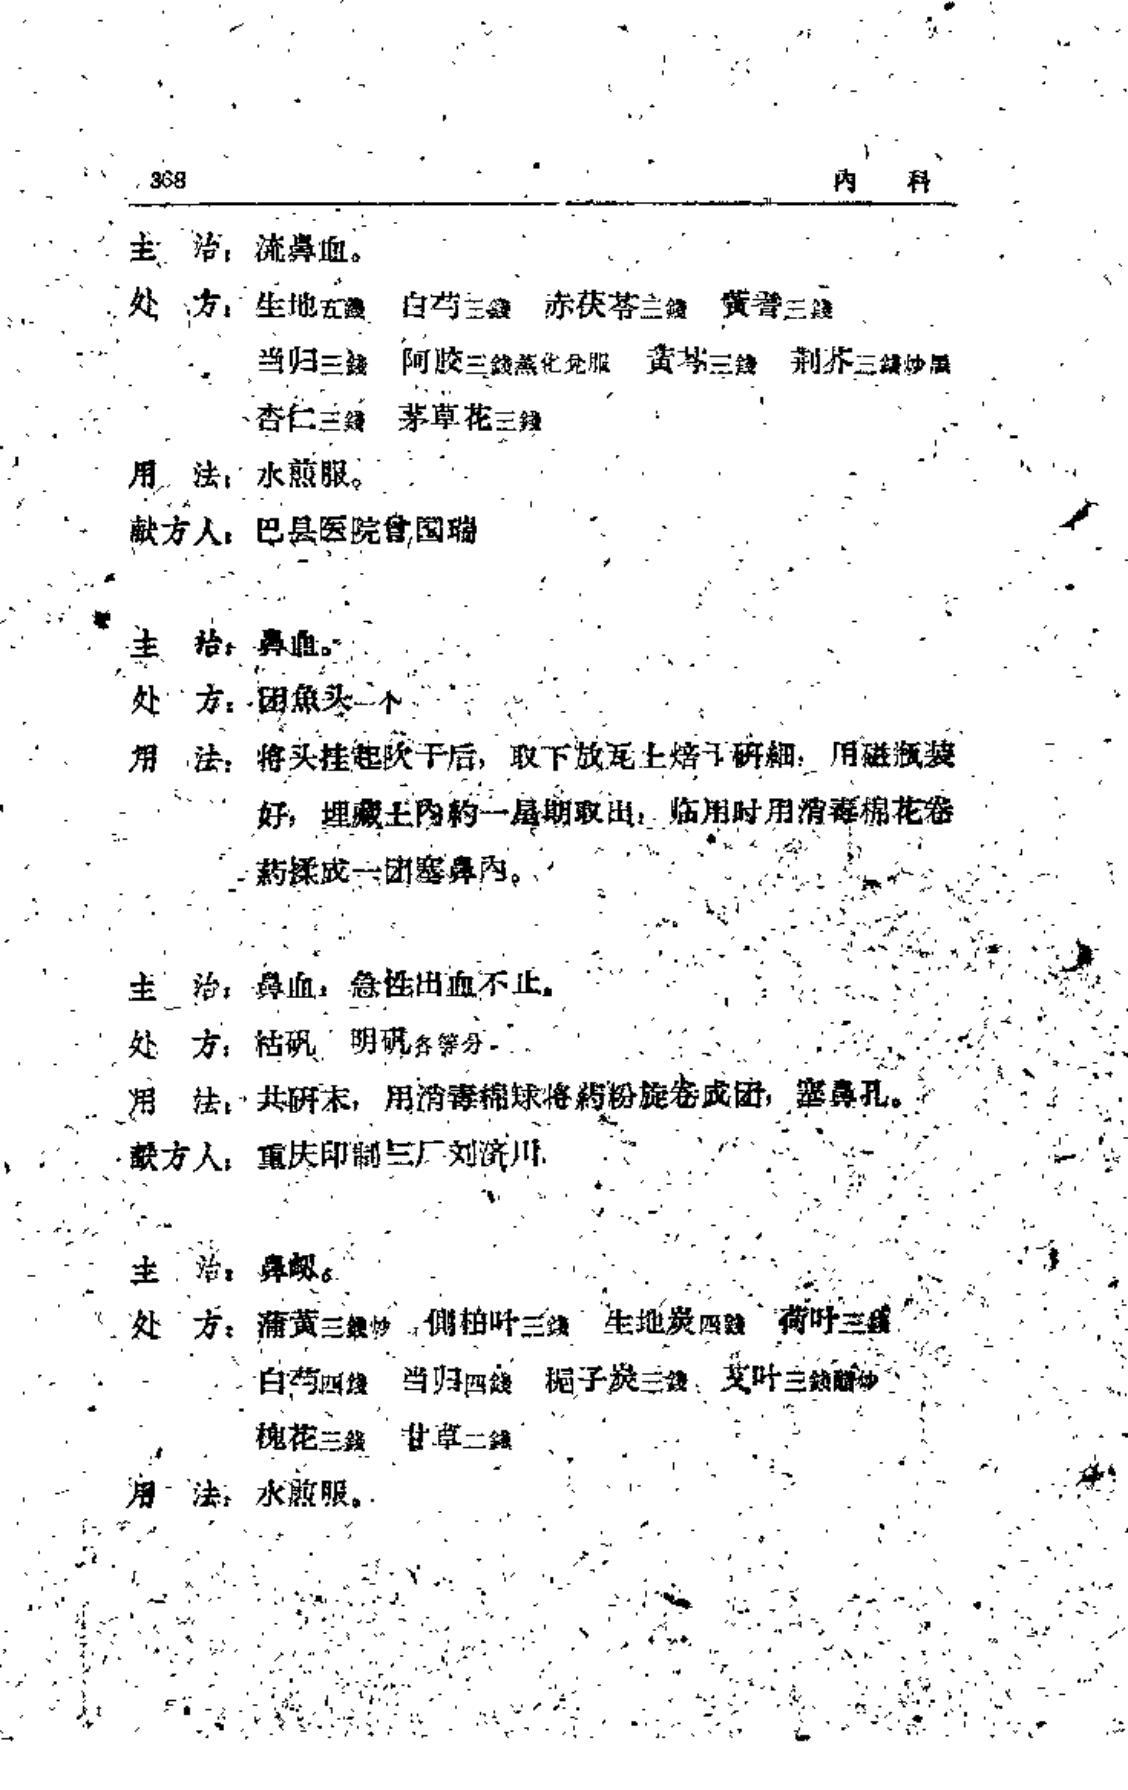 368 内 科
主 治：流鼻血。
处 方：生地五錢 白芍三錢 赤茯苓三錢 黄耆三錢
当归三錢 阿胶三錢蒸化兌服 黄芩三錢 荆芥三錢炒黑
杏仁三錢 茅草花三錢
用 法：水煎服。
献方人：巴县医院曾国瑞
主 治：鼻血。
处 方：团魚头一个
用 法：将头挂起吹干后，取下放瓦上焙干研細，用磁瓶装
好，埋藏土內約一星期取出，临用时用消毒棉花卷
药揉成一团塞鼻內。
主 治：鼻血，急性出血不止。
处 方：枯矾 明矾各等分
用 法：共研末，用消毒棉球将药粉旋卷成团，塞鼻孔。
献方人：重庆印制三厂刘济川
主 治：鼻衄。
处 方：蒲黄三錢炒 側柏叶三錢 生地炭四錢 荷叶三錢
白芍四錢 当归四錢 梔子炭三錢 艾叶三錢醋炒
槐花三錢 甘草二錢
用 法：水煎服。